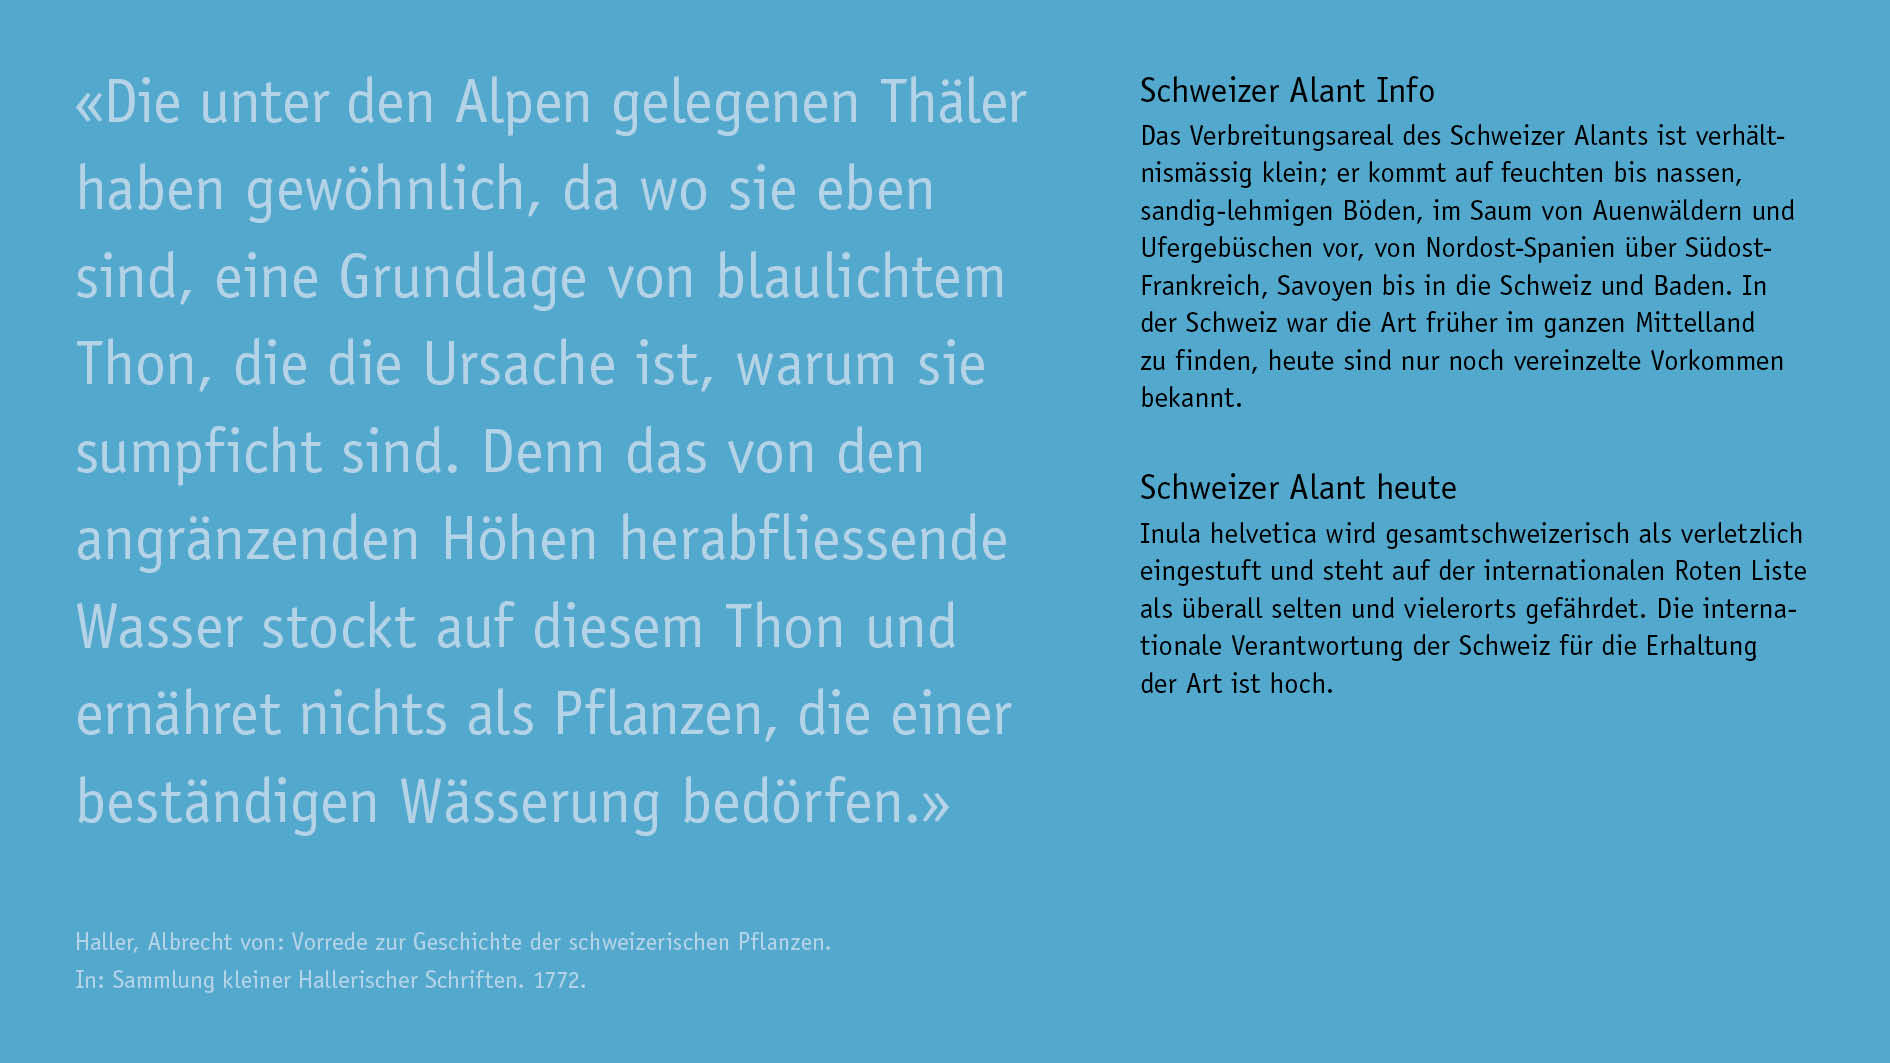 «Die unter den Alpen gelegenen Thäler
haben gewöhnlich, da wo sie eben
sind, eine Grundlage von blaulichtem
Thon, die die Ursache ist, warum sie
sumpficht sind. Denn das von den
angränzenden Höhen herabfliessende
Wasser stockt auf diesem Thon und
ernähret nichts als Pflanzen, die einer
beständigen Wässerung bedörfen.»
Haller, Albrecht von: Vorrede zur Geschichte der schweizerischen Pflanzen.
In: Sammlung kleiner Hallerischer Schriften. 1772.
Schweizer Alant Info
Das Verbreitungsareal des Schweizer Alants ist verhält-
nismässig klein; er kommt auf feuchten bis nassen,
sandig-lehmigen Böden, im Saum von Auenwäldern und
Ufergebüschen vor, von Nordost-Spanien über Südost-
Frankreich, Savoyen bis in die Schweiz und Baden. In
der Schweiz war die Art früher im ganzen Mittelland
zu finden, heute sind nur noch vereinzelte Vorkommen
bekannt.
Schweizer Alant heute
Inula helvetica wird gesamtschweizerisch als verletzlich
eingestuft und steht auf der internationalen Roten Liste
als überall selten und vielerorts gefährdet. Die interna-
tionale Verantwortung der Schweiz für die Erhaltung
der Art ist hoch.